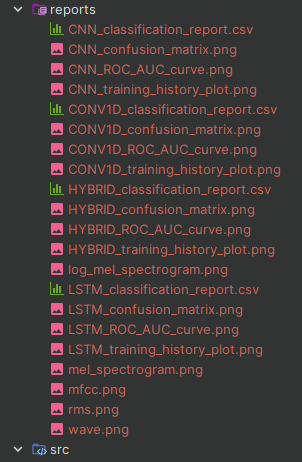 reports
CNN_classification_report.csv
CNN_confusion_matrix.png
CNN_ROC_AUC_curve.png
CNN_training_history_plot.png
CONV1D_classification_report.csv
CONV1D_confusion_matrix.png
CONV1D_ROC_AUC_curve.png
CONV1D_training_history_plot.png
HYBRID_classification_report.csv
HYBRID_confusion_matrix.png
HYBRID_ROC_AUC_curve.png
HYBRID_training_history_plot.png
log_mel_spectrogram.png
LSTM_classification_report.csv
LSTM_confusion_matrix.png
LSTM_ROC_AUC_curve.png
LSTM_training_history_plot.png
mel_spectrogram.png
mfcc.png
rms.png
wave.png
src